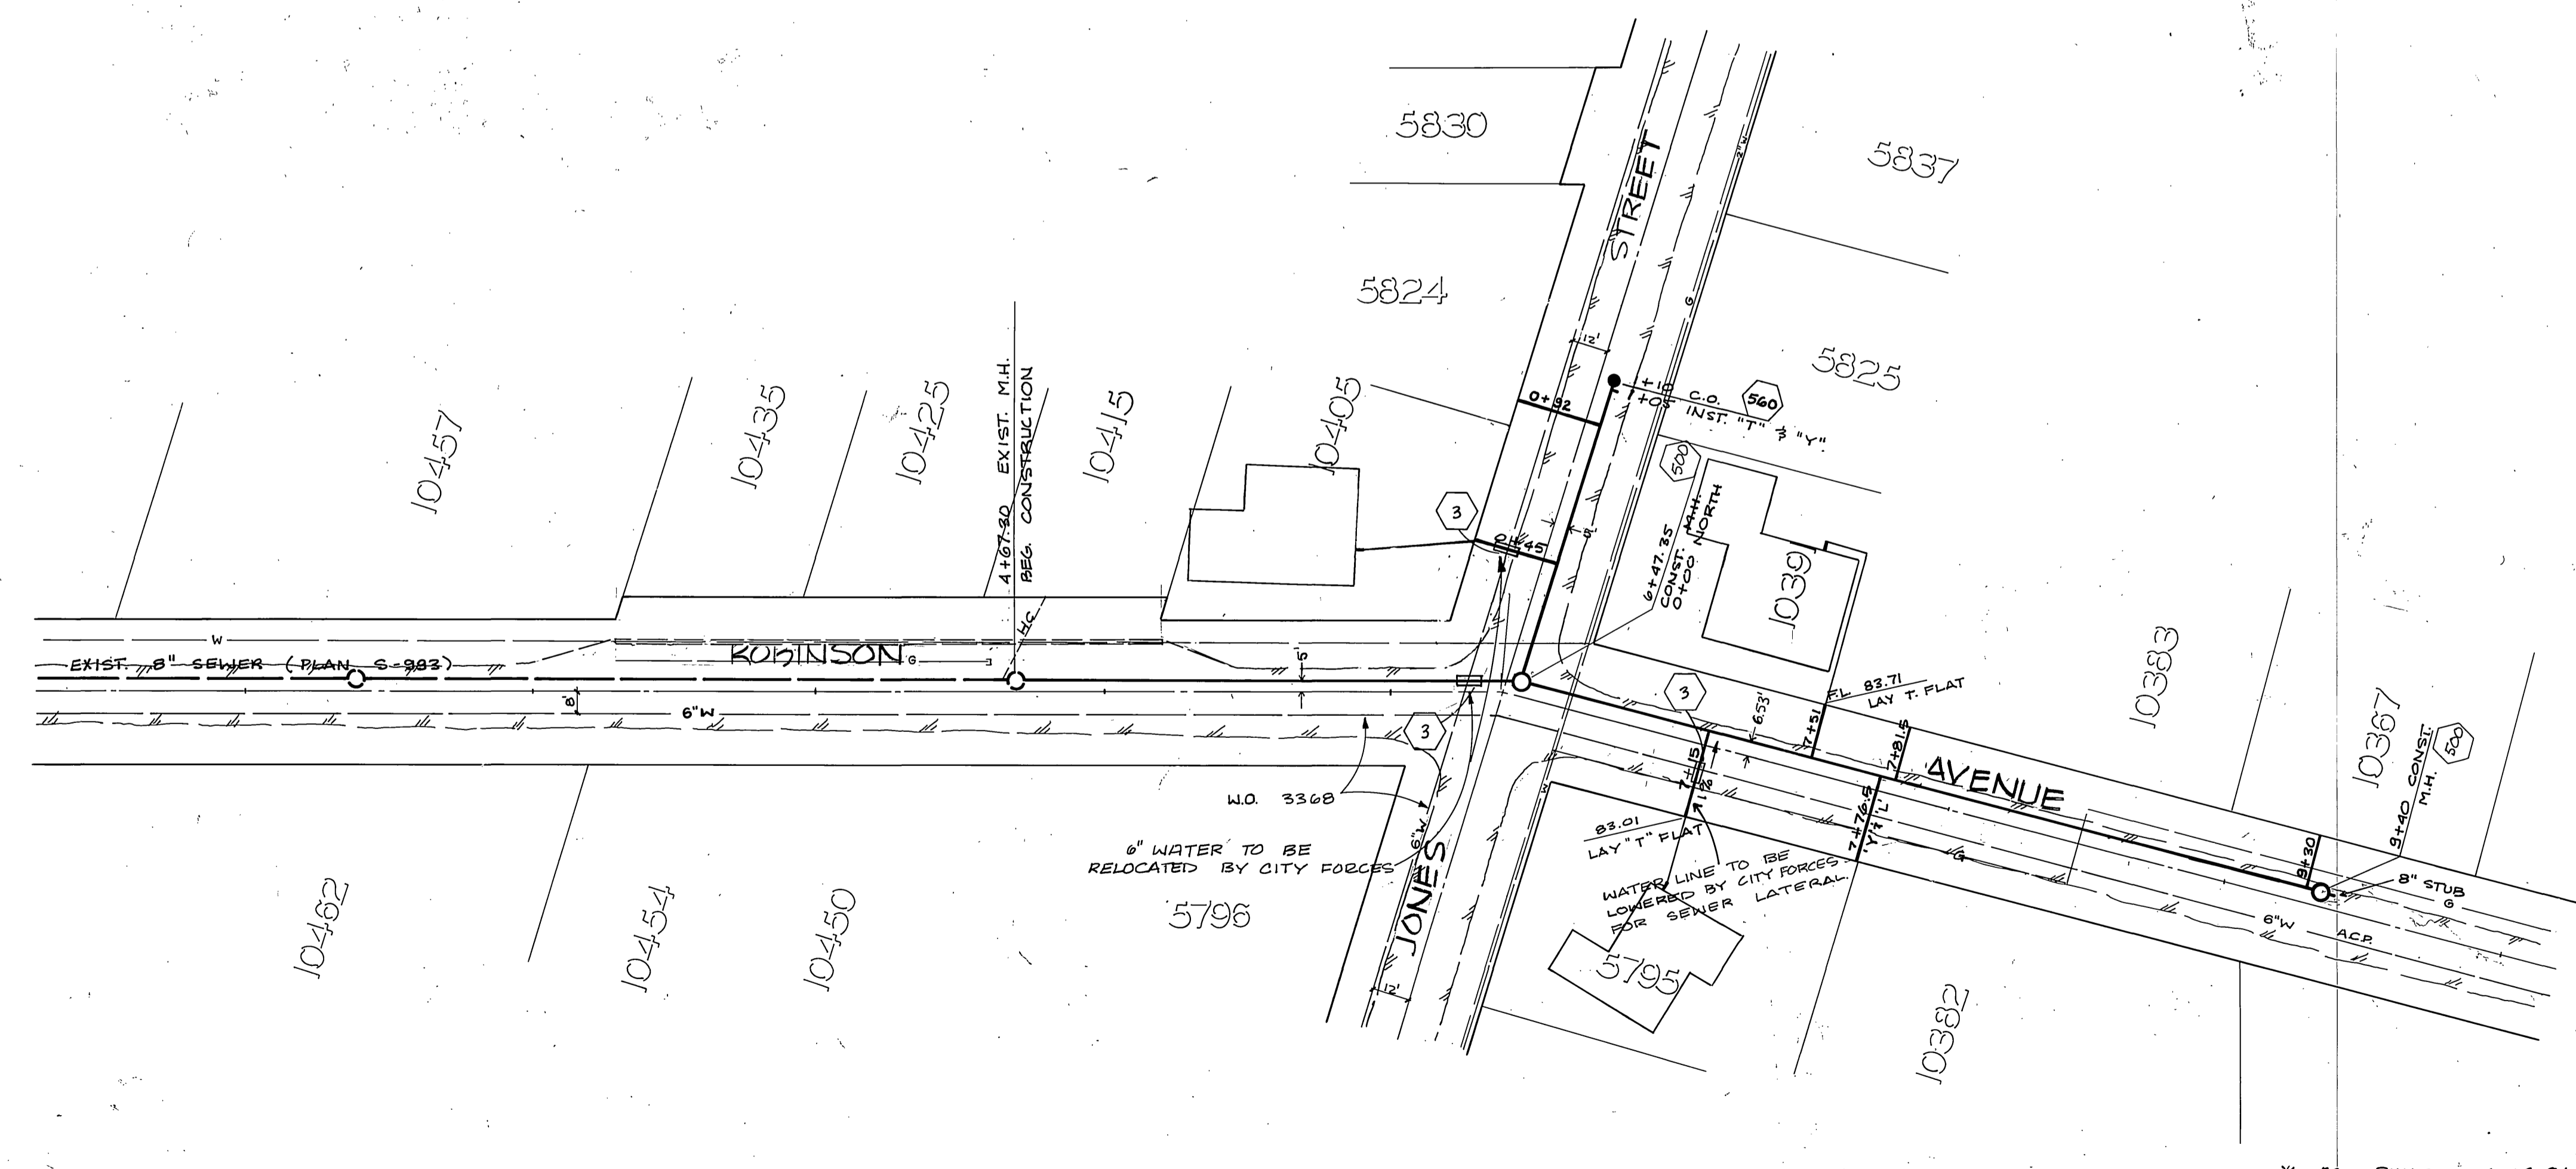 5830
5837
STREET
2"W
5824
5825
G
12'
0+92
+10
+05
C.O.
560
INST. "T" & "Y"
10457
10435
10425
4+67.30 EXIST. M.H.
BEG. CONSTRUCTION
10415
10405
500
3
0+45
5'
6+47.35
CONST. M.H.
0+00 NORTH
1039
HC
W
EXIST. 8" SEWER (PLAN S-983)
ROBINSON
G
5'
8'
6"W
3
3
6.53'
F.L. 83.71
LAY T. FLAT
7+51
7+81.5
7+15
1%
10383
10367
9+40 CONST.
M.H.
500
AVENUE
W
W.O. 3368
6" WATER TO BE
RELOCATED BY CITY FORCES
6"W
83.01
LAY "T" FLAT
7+76.5
"Y" & "L"
WATER LINE TO BE
LOWERED BY CITY FORCES
FOR SEWER LATERAL.
G
9+30
8" STUB
G
6"W
A.C.P.
10462
10454
10450
5796
JONES
12'
5795
10382